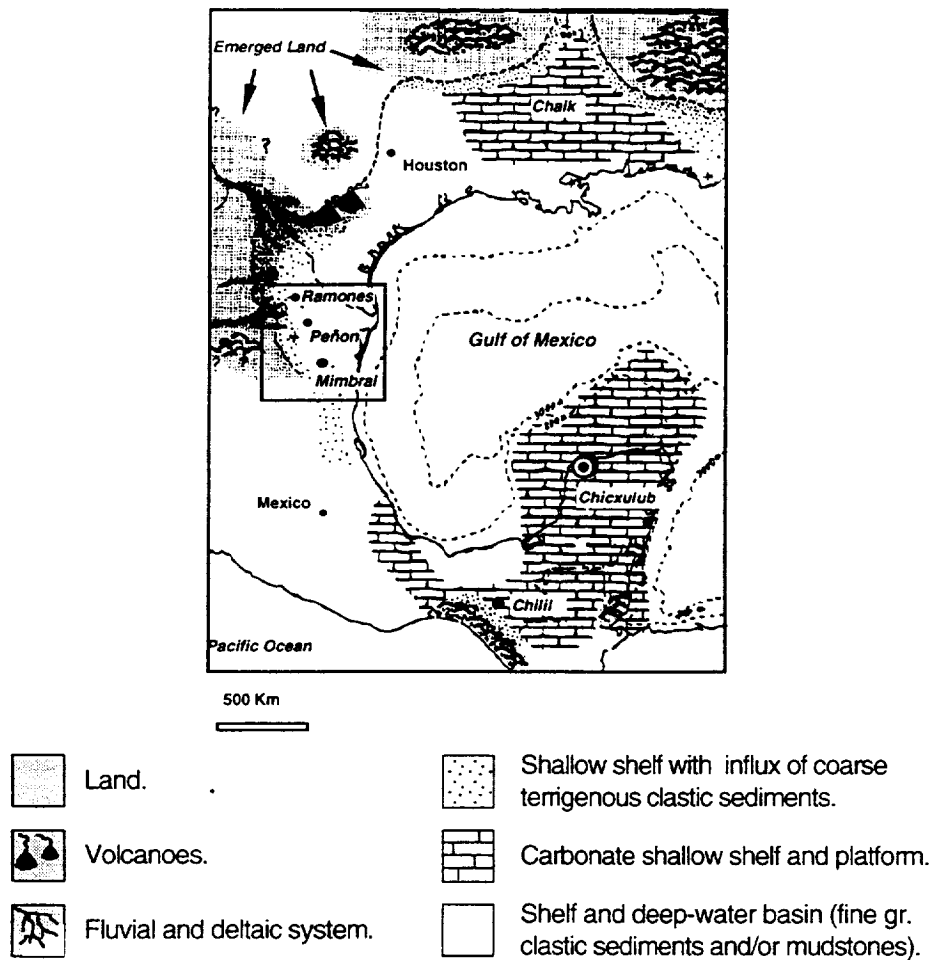 Emerged Land
Chalk
?
?
Houston
Ramones
Peñon
Mimbral
Gulf of Mexico
Chicxulub
Mexico
Chilil
Pacific Ocean
500 Km
Land.
Volcanoes.
Fluvial and deltaic system.
Shallow shelf with influx of coarse
terrigenous clastic sediments.
Carbonate shallow shelf and platform.
Shelf and deep-water basin (fine gr.
clastic sediments and/or mudstones).